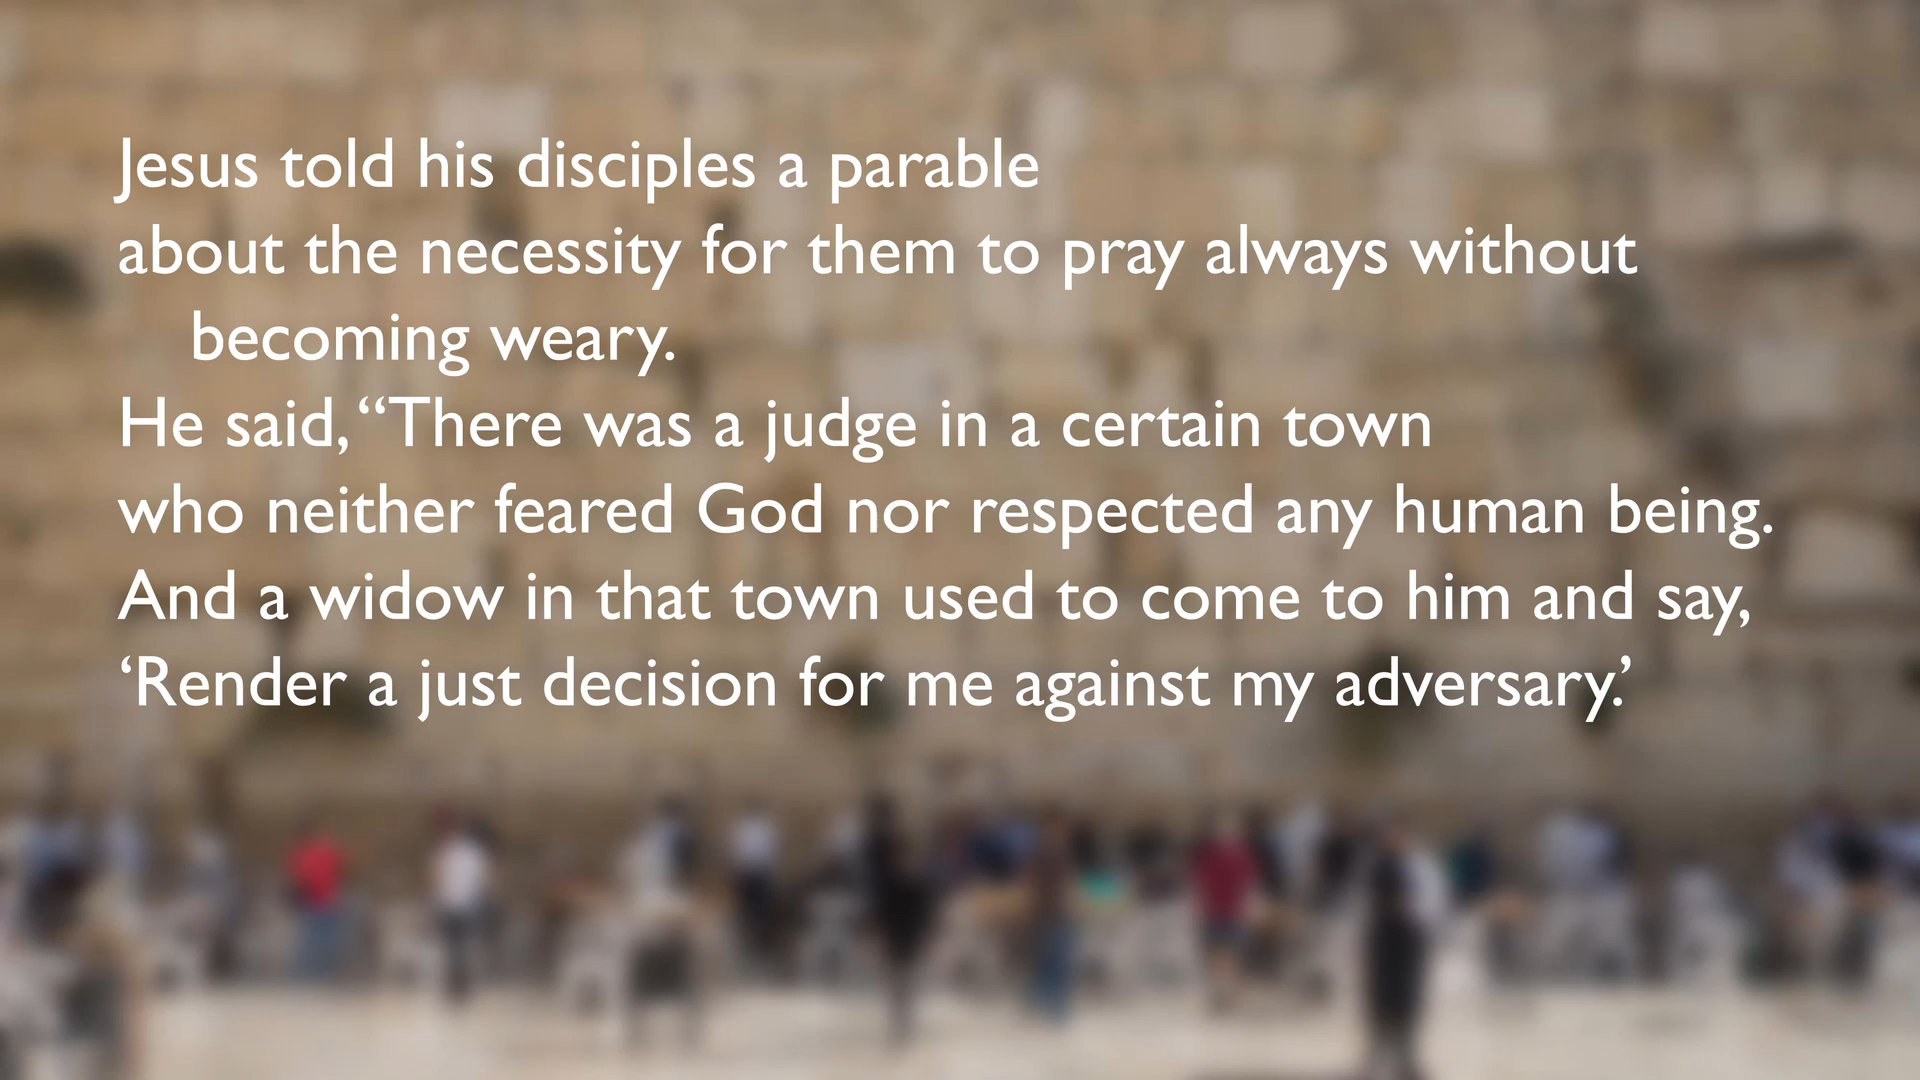 Jesus told his disciples a parable
about the necessity for them to pray always without
becoming weary.
He said, “There was a judge in a certain town
who neither feared God nor respected any human being.
And a widow in that town used to come to him and say,
‘Render a just decision for me against my adversary.’